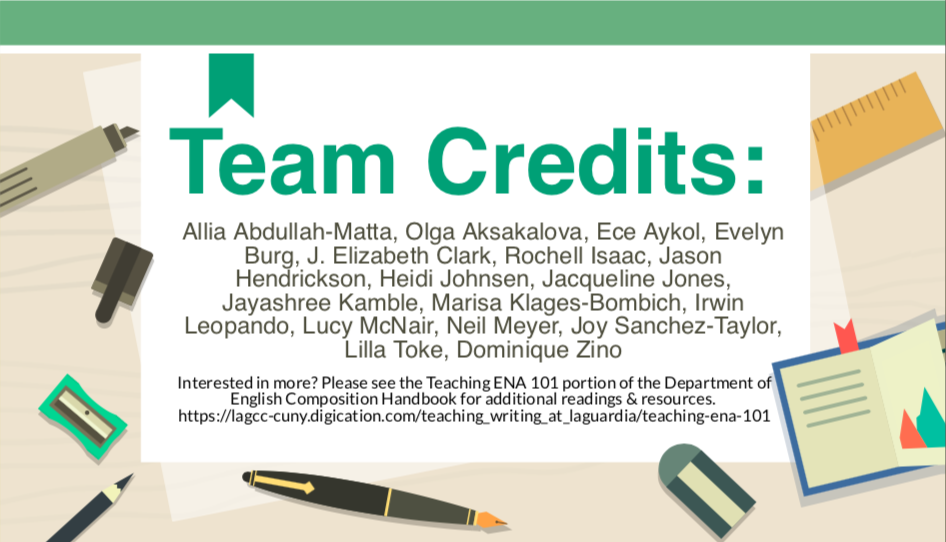 Team Credits:
Allia Abdullah-Matta, Olga Aksakalova, Ece Aykol, Evelyn
Burg, J. Elizabeth Clark, Rochell Isaac, Jason
Hendrickson, Heidi Johnsen, Jacqueline Jones,
Jayashree Kamble, Marisa Klages-Bombich, Irwin
Leopando, Lucy McNair, Neil Meyer, Joy Sanchez-Taylor,
Lilla Toke, Dominique Zino
Interested in more? Please see the Teaching ENA 101 portion of the Department of
English Composition Handbook for additional readings & resources.
https://lagcc-cuny.digication.com/teaching_writing_at_laguardia/teaching-ena-101